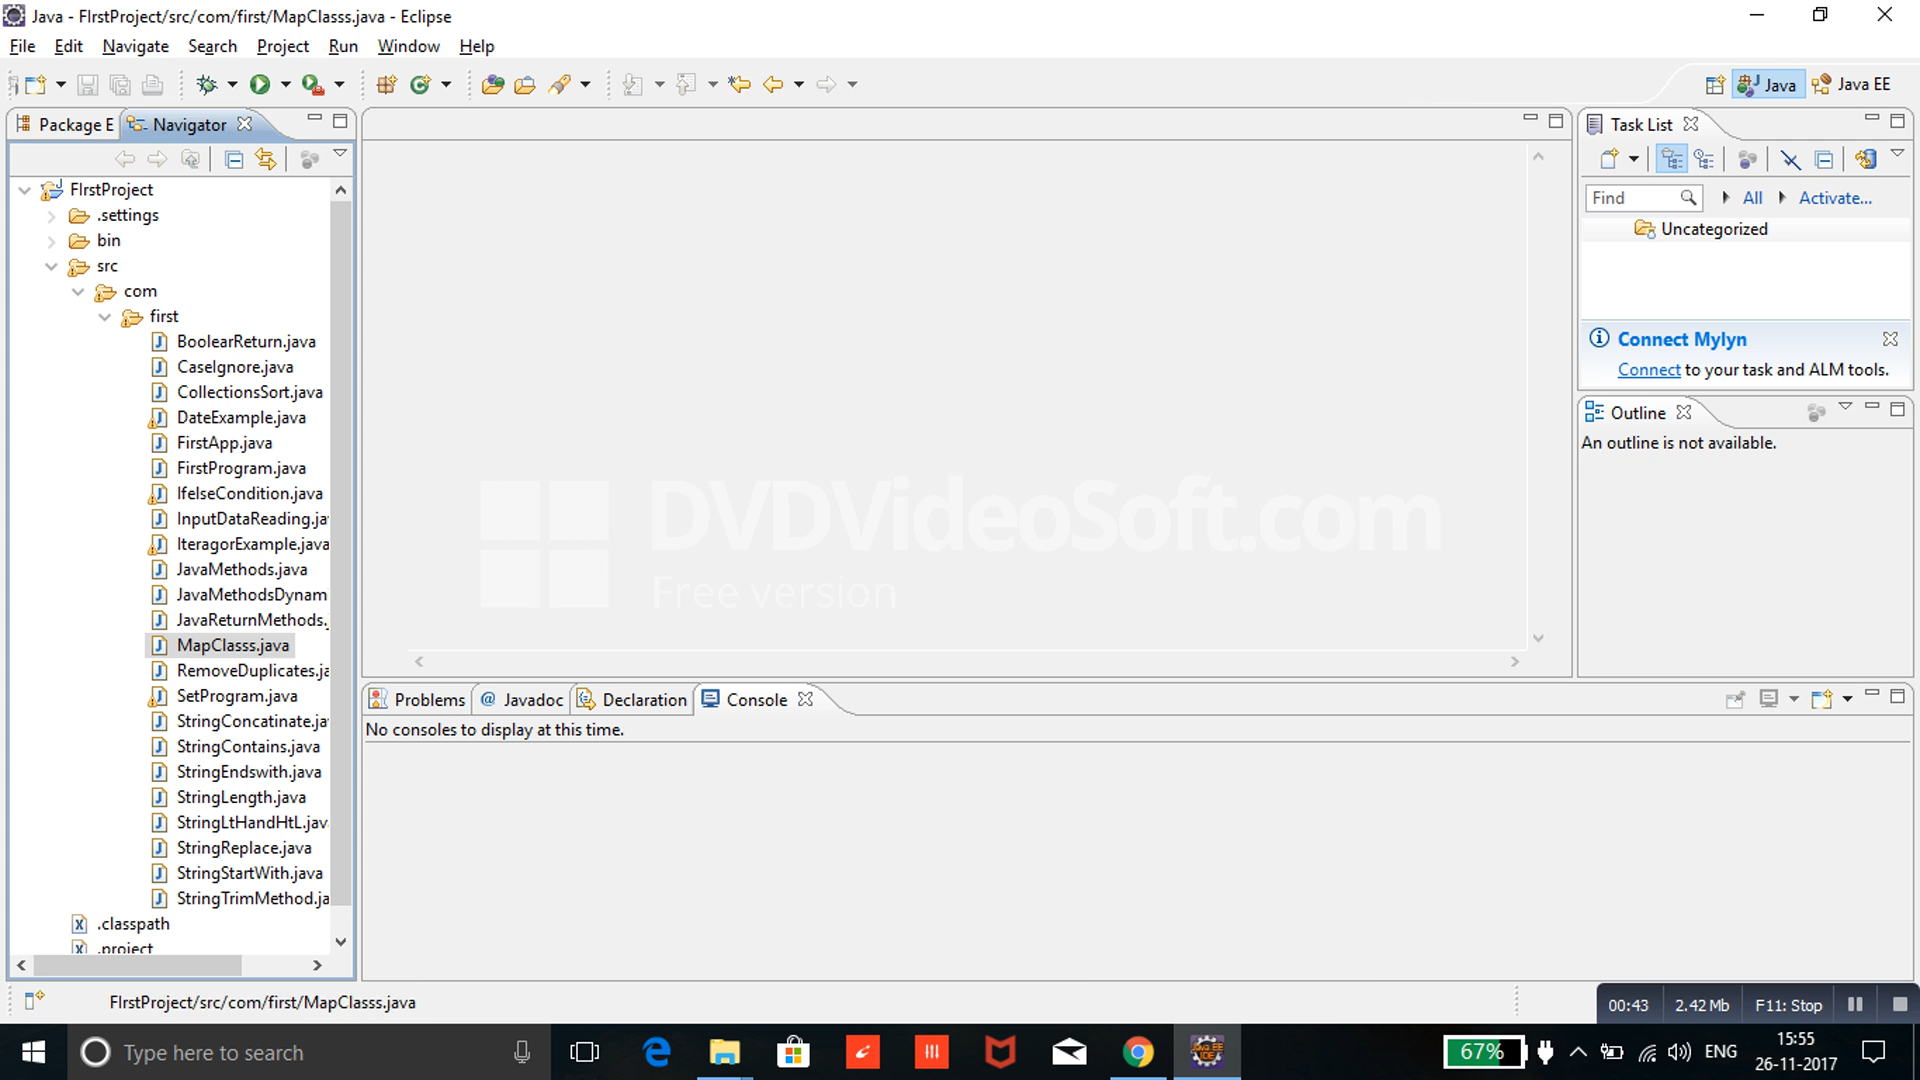 Java - FIrstProject/src/com/first/MapClasss.java - Eclipse
File Edit Navigate Search Project Run Window Help
Java Java EE
Package E Navigator
FIrstProject
.settings
bin
src
com
first
BoolearReturn.java
CaseIgnore.java
CollectionsSort.java
DateExample.java
FirstApp.java
FirstProgram.java
IfelseCondition.java
InputDataReading.ja
IteragorExample.java
JavaMethods.java
JavaMethodsDynam
JavaReturnMethods.
MapClasss.java
RemoveDuplicates.ja
SetProgram.java
StringConcatinate.ja
StringContains.java
StringEndswith.java
StringLength.java
StringLtHandHtL.jav
StringReplace.java
StringStartWith.java
StringTrimMethod.ja
.classpath
.project
DVDVideoSoft.com
Free version
Task List
Find All Activate...
Uncategorized
Connect Mylyn
Connect to your task and ALM tools.
Outline
An outline is not available.
Problems Javadoc Declaration Console
No consoles to display at this time.
FIrstProject/src/com/first/MapClasss.java
00:43 2.42 Mb F11: Stop
Type here to search
67%
ENG
15:55
26-11-2017